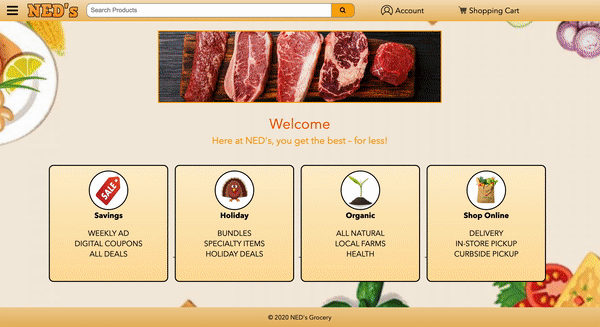 NED's
Search Products
Account
Shopping Cart
Welcome
Here at NED's, you get the best - for less!
SALE
Savings
WEEKLY AD
DIGITAL COUPONS
ALL DEALS
Holiday
BUNDLES
SPECIALTY ITEMS
HOLIDAY DEALS
Organic
ALL NATURAL
LOCAL FARMS
HEALTH
Shop Online
DELIVERY
IN-STORE PICKUP
CURBSIDE PICKUP
© 2020 NED's Grocery